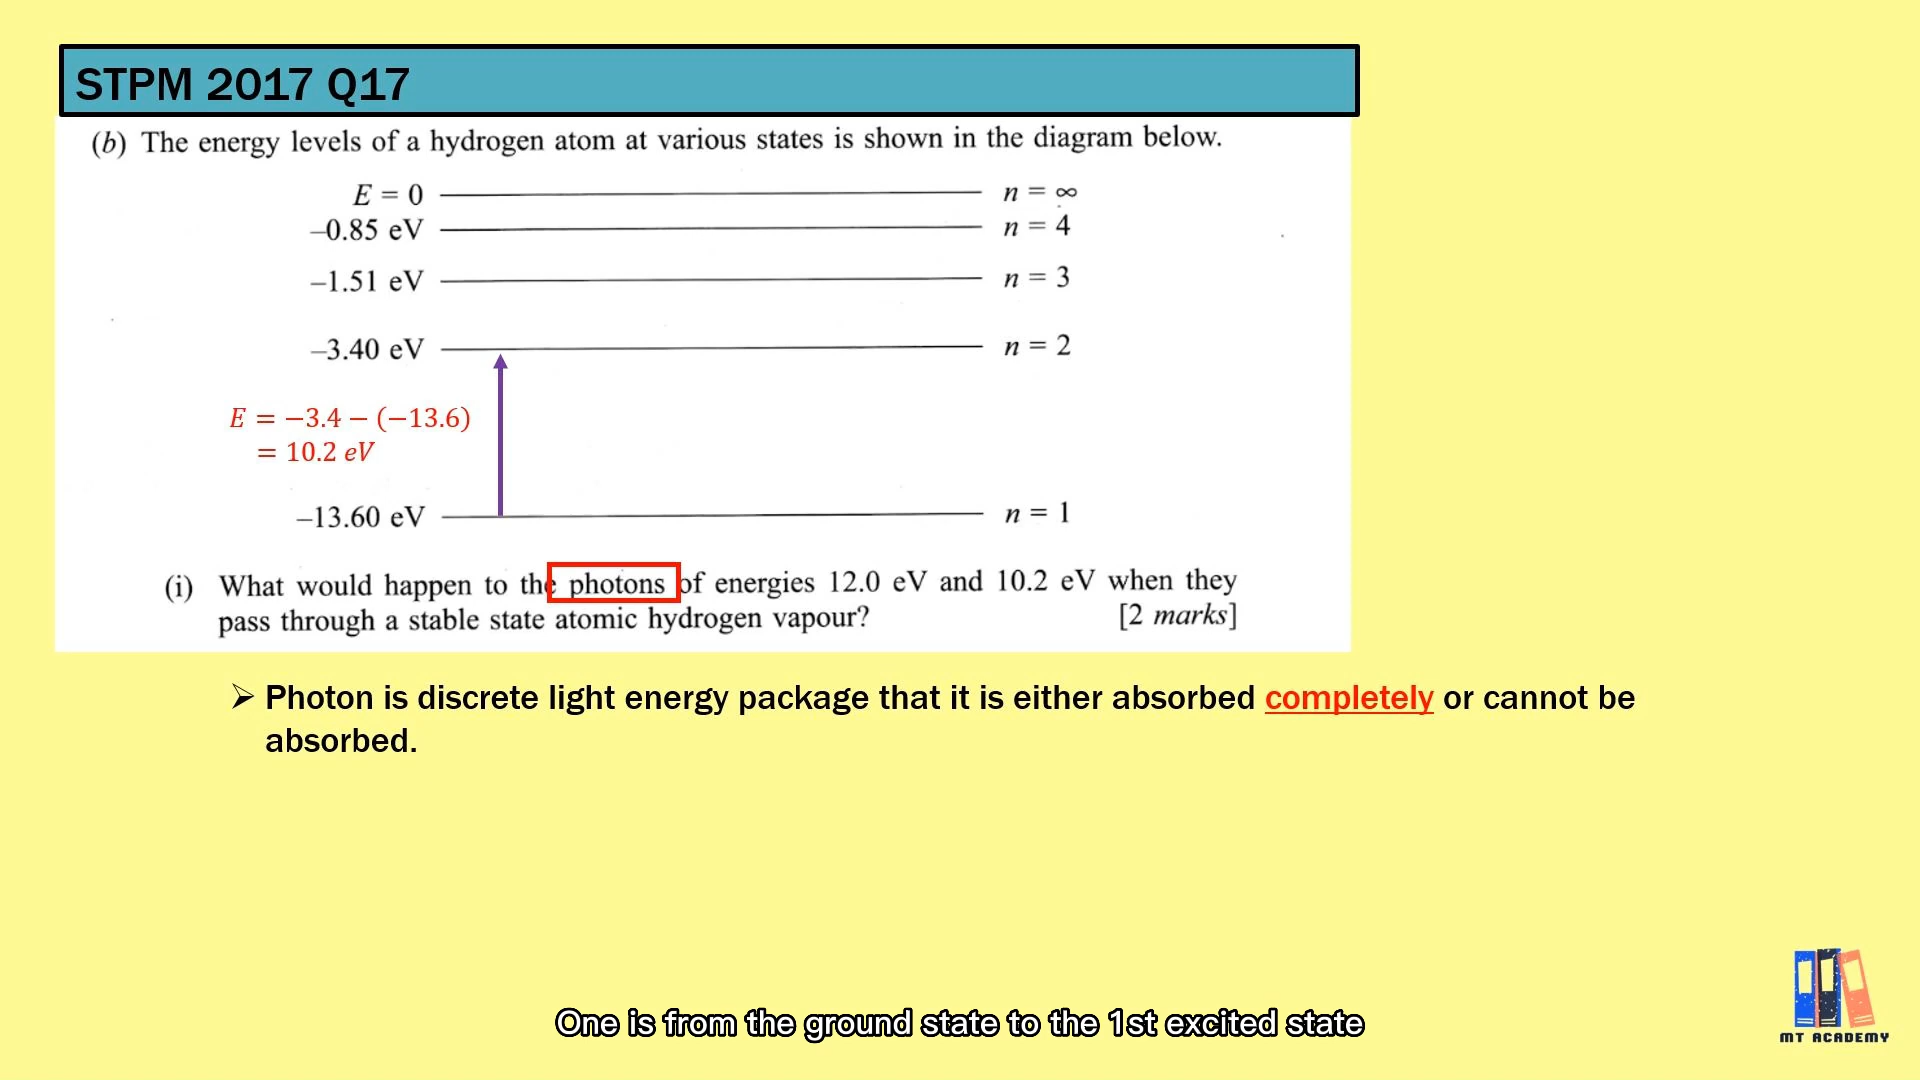 STPM 2017 Q17
(b) The energy levels of a hydrogen atom at various states is shown in the diagram below.
E = 0 n = ∞
–0.85 eV n = 4
–1.51 eV n = 3
–3.40 eV n = 2
E = −3.4 − (−13.6)
= 10.2 eV
–13.60 eV n = 1
(i) What would happen to the photons of energies 12.0 eV and 10.2 eV when they
pass through a stable state atomic hydrogen vapour? [2 marks]
➢ Photon is discrete light energy package that it is either absorbed completely or cannot be
absorbed.
One is from the ground state to the 1st excited state
MT ACADEMY